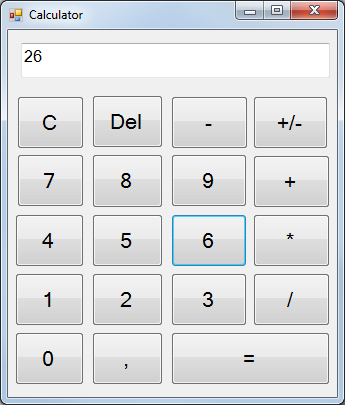 Calculator
26
C Del - +/-
7 8 9 +
4 5 6 *
1 2 3 /
0 , =